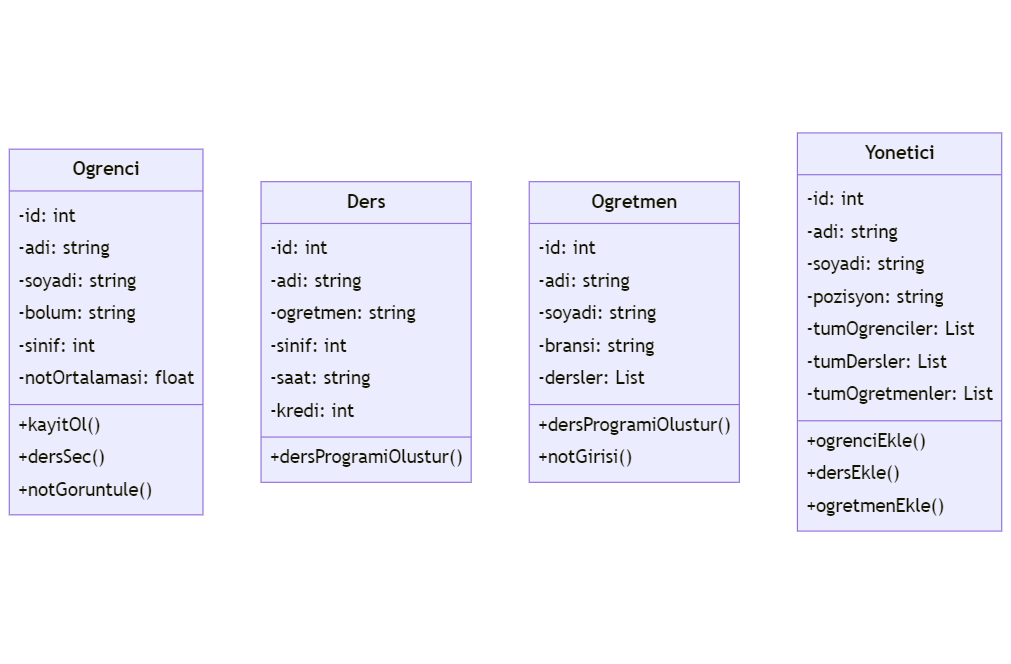 Ogrenci
-id: int
-adi: string
-soyadi: string
-bolum: string
-sinif: int
-notOrtalamasi: float
+kayitOl()
+dersSec()
+notGoruntule()
Ders
-id: int
-adi: string
-ogretmen: string
-sinif: int
-saat: string
-kredi: int
+dersProgramiOlustur()
Ogretmen
-id: int
-adi: string
-soyadi: string
-bransi: string
-dersler: List
+dersProgramiOlustur()
+notGirisi()
Yonetici
-id: int
-adi: string
-soyadi: string
-pozisyon: string
-tumOgrenciler: List
-tumDersler: List
-tumOgretmenler: List
+ogrenciEkle()
+dersEkle()
+ogretmenEkle()